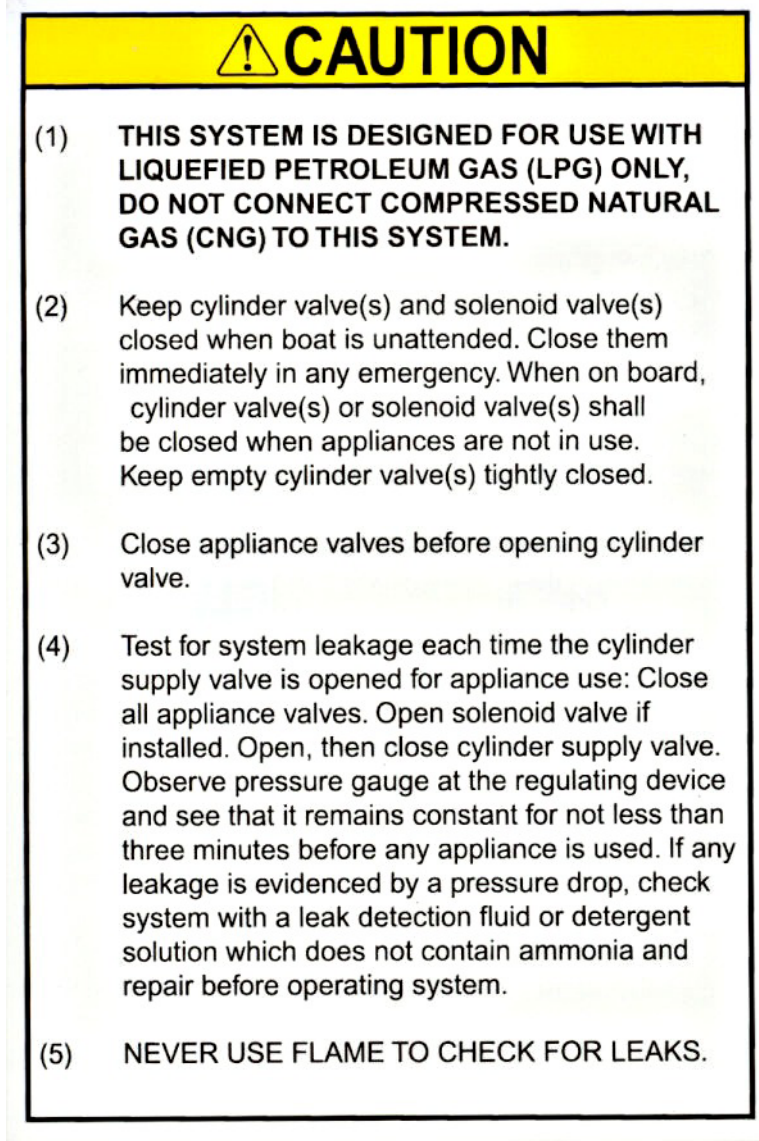 CAUTION
(1) THIS SYSTEM IS DESIGNED FOR USE WITH
LIQUEFIED PETROLEUM GAS (LPG) ONLY,
DO NOT CONNECT COMPRESSED NATURAL
GAS (CNG) TO THIS SYSTEM.
(2) Keep cylinder valve(s) and solenoid valve(s)
closed when boat is unattended. Close them
immediately in any emergency. When on board,
cylinder valve(s) or solenoid valve(s) shall
be closed when appliances are not in use.
Keep empty cylinder valve(s) tightly closed.
(3) Close appliance valves before opening cylinder
valve.
(4) Test for system leakage each time the cylinder
supply valve is opened for appliance use: Close
all appliance valves. Open solenoid valve if
installed. Open, then close cylinder supply valve.
Observe pressure gauge at the regulating device
and see that it remains constant for not less than
three minutes before any appliance is used. If any
leakage is evidenced by a pressure drop, check
system with a leak detection fluid or detergent
solution which does not contain ammonia and
repair before operating system.
(5) NEVER USE FLAME TO CHECK FOR LEAKS.